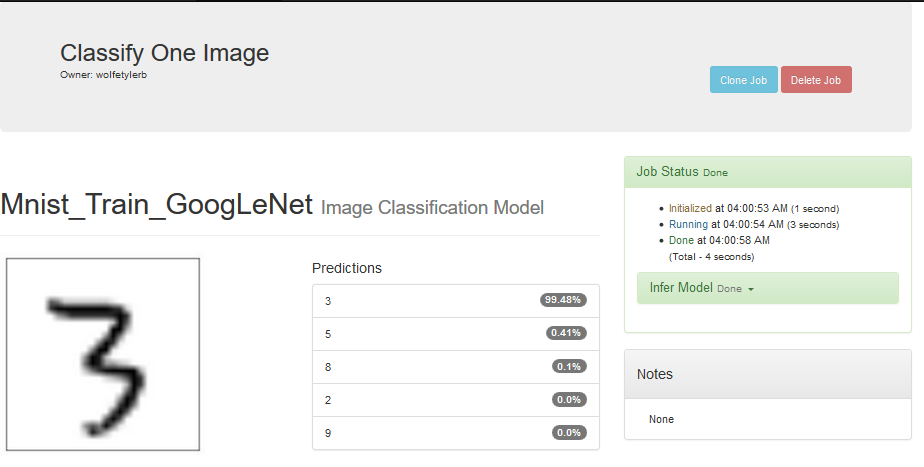 Classify One Image
Owner: wolfetylerb
Clone Job Delete Job
Mnist_Train_GoogLeNet Image Classification Model
3
Predictions
3 99.48%
5 0.41%
8 0.1%
2 0.0%
9 0.0%
Job Status Done
Initialized at 04:00:53 AM (1 second)
Running at 04:00:54 AM (3 seconds)
Done at 04:00:58 AM
(Total - 4 seconds)
Infer Model Done
Notes
None